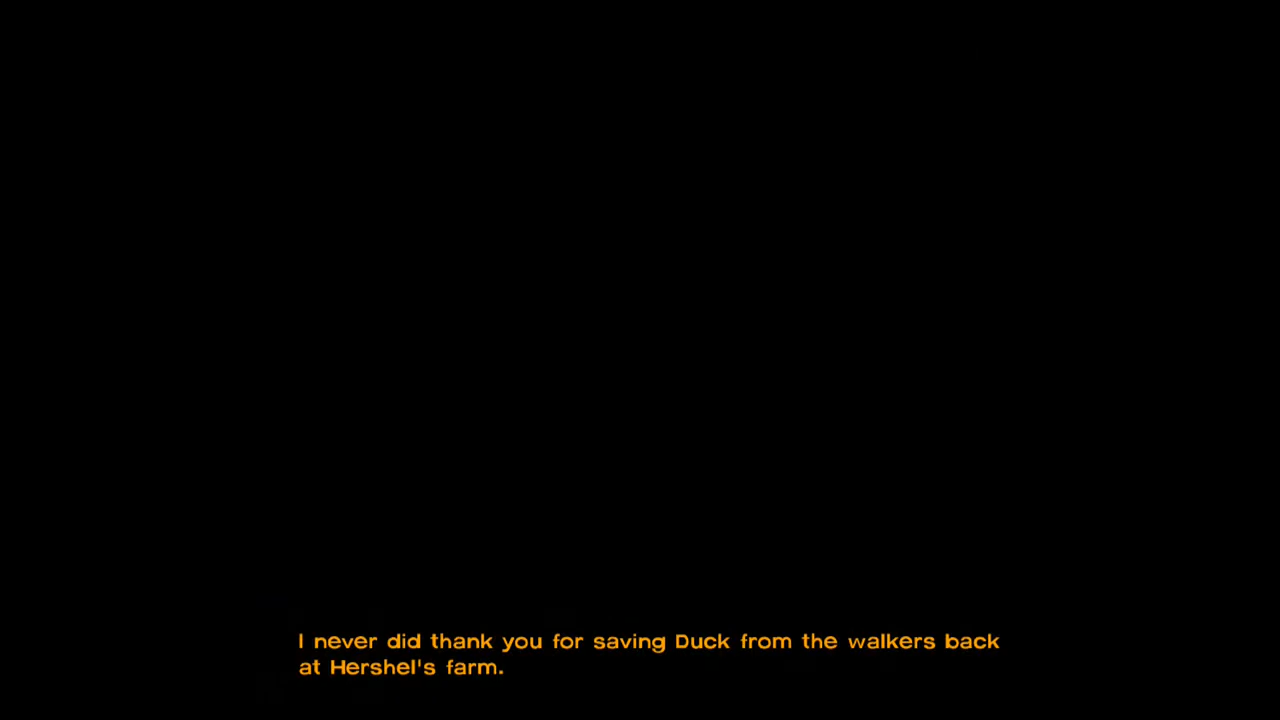 I never did thank you for saving Duck from the walkers back
at Hershel's farm.